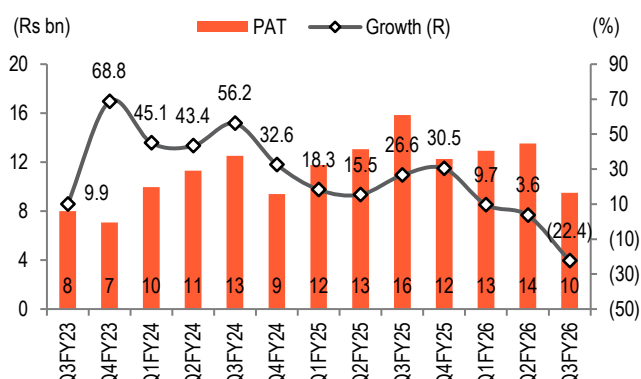 (Rs bn) PAT Growth (R) (%)
20 90
68.8
16 70
45.1 43.4 56.2 50
32.6 30.5
12 18.3 15.5 26.6 30
9.9 9.7 3.6
8 10
(22.4) (10)
4 (30)
8 7 10 11 13 9 12 13 16 12 13 14 10
0 (50)
Q3FY23 Q4FY23 Q1FY24 Q2FY24 Q3FY24 Q4FY24 Q1FY25 Q2FY25 Q3FY25 Q4FY25 Q1FY26 Q2FY26 Q3FY26